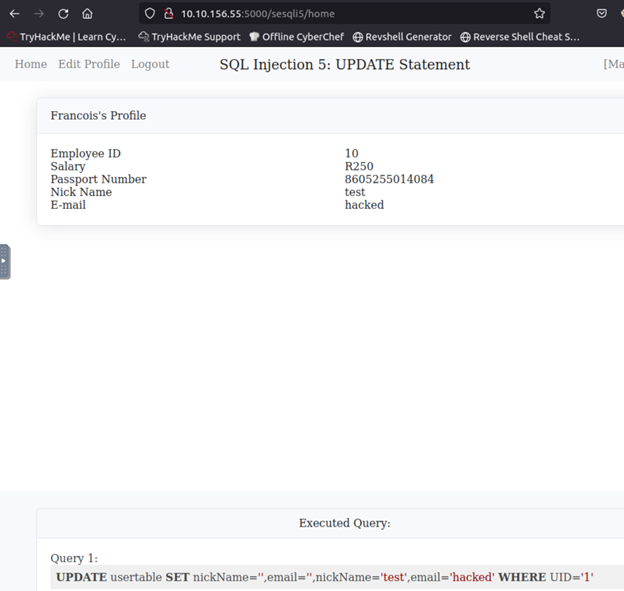 10.10.156.55:5000/sesqli5/home
TryHackMe | Learn Cy… TryHackMe Support Offline CyberChef Revshell Generator Reverse Shell Cheat S…
Home Edit Profile Logout SQL Injection 5: UPDATE Statement [Ma
Francois's Profile
Employee ID 10
Salary R250
Passport Number 8605255014084
Nick Name test
E-mail hacked
Executed Query:
Query 1:
UPDATE usertable SET nickName='',email='',nickName='test',email='hacked' WHERE UID='1'